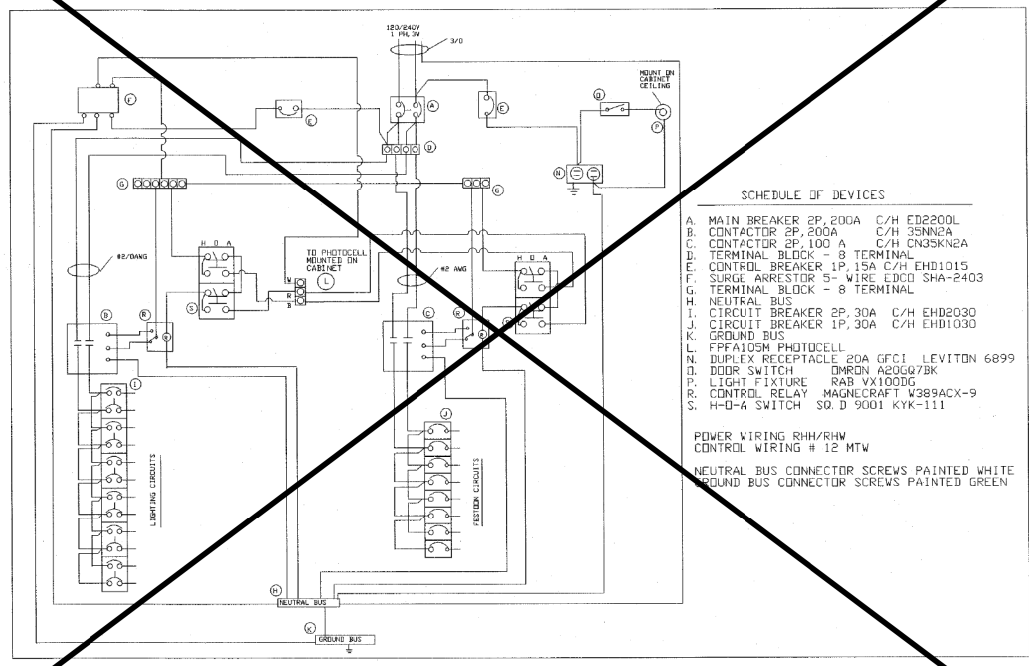 120/240V
1 PH, 3W
3/0
MOUNT ON
CABINET
CEILING
F
E
A
E
O
P
D
N
G
G
SCHEDULE OF DEVICES
A. MAIN BREAKER 2P, 200A C/H ED2200L
B. CONTACTOR 2P, 200A C/H 35NN2A
C. CONTACTOR 2P, 100 A C/H CN35KN2A
D. TERMINAL BLOCK - 8 TERMINAL
E. CONTROL BREAKER 1P, 15A C/H EHD1015
F. SURGE ARRESTOR 5- WIRE EDCO SHA-2403
G. TERMINAL BLOCK - 8 TERMINAL
H. NEUTRAL BUS
I. CIRCUIT BREAKER 2P, 30A C/H EHD2030
J. CIRCUIT BREAKER 1P, 30A C/H EHD1030
K. GROUND BUS
L. FPFA105M PHOTOCELL
N. DUPLEX RECEPTACLE 20A GFCI LEVITON 6899
O. DOOR SWITCH OMRON A20GQ7BK
P. LIGHT FIXTURE RAB VX100DG
R. CONTROL RELAY MAGNECRAFT W389ACX-9
S. H-O-A SWITCH SQ. D 9001 KYK-111
POWER WIRING RHH/RHW
CONTROL WIRING # 12 MTW
NEUTRAL BUS CONNECTOR SCREWS PAINTED WHITE
GROUND BUS CONNECTOR SCREWS PAINTED GREEN
H O A
TO PHOTOCELL
MOUNTED ON
CABINET
L
W
R
B
H O A
#2/0AWG
#2 AWG
S
B
R
C
R
I
J
LIGHTING CIRCUITS
FESTOON CIRCUITS
H
NEUTRAL BUS
K
GROUND BUS